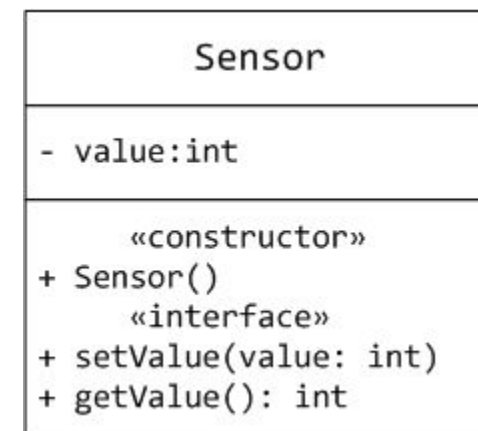 Sensor
- value:int
«constructor»
+ Sensor()
«interface»
+ setValue(value: int)
+ getValue(): int